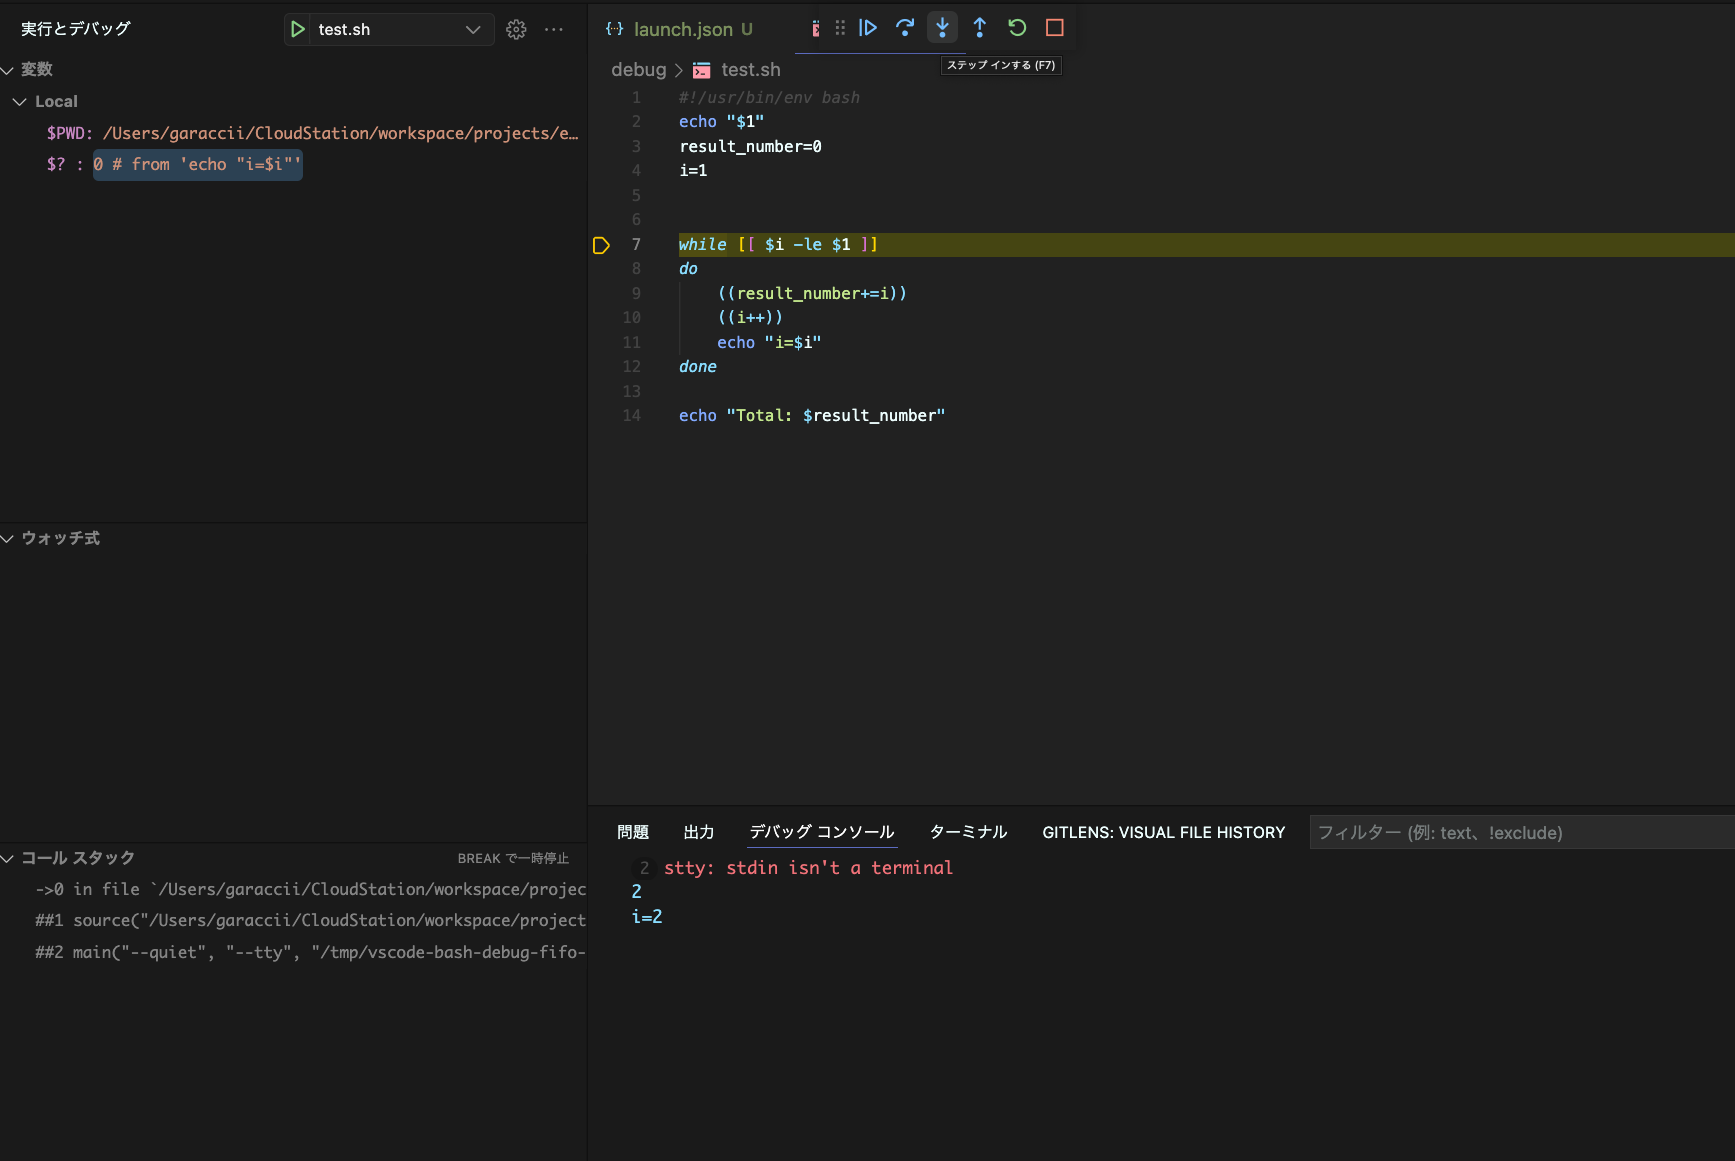 実行とデバッグ
test.sh
変数
Local
$PWD: /Users/garaccii/CloudStation/workspace/projects/e…
$? : 0 # from 'echo "i=$i"'
ウォッチ式
コール スタック
BREAK で一時停止
->0 in file `/Users/garaccii/CloudStation/workspace/projec
##1 source("/Users/garaccii/CloudStation/workspace/project
##2 main("--quiet", "--tty", "/tmp/vscode-bash-debug-fifo-
launch.json U
debug > test.sh
ステップ インする (F7)
1 #!/usr/bin/env bash
2 echo "$1"
3 result_number=0
4 i=1
5
6
7 while [[ $i -le $1 ]]
8 do
9 ((result_number+=i))
10 ((i++))
11 echo "i=$i"
12 done
13
14 echo "Total: $result_number"
問題 出力 デバッグ コンソール ターミナル GITLENS: VISUAL FILE HISTORY フィルター (例: text、!exclude)
2 stty: stdin isn't a terminal
2
i=2